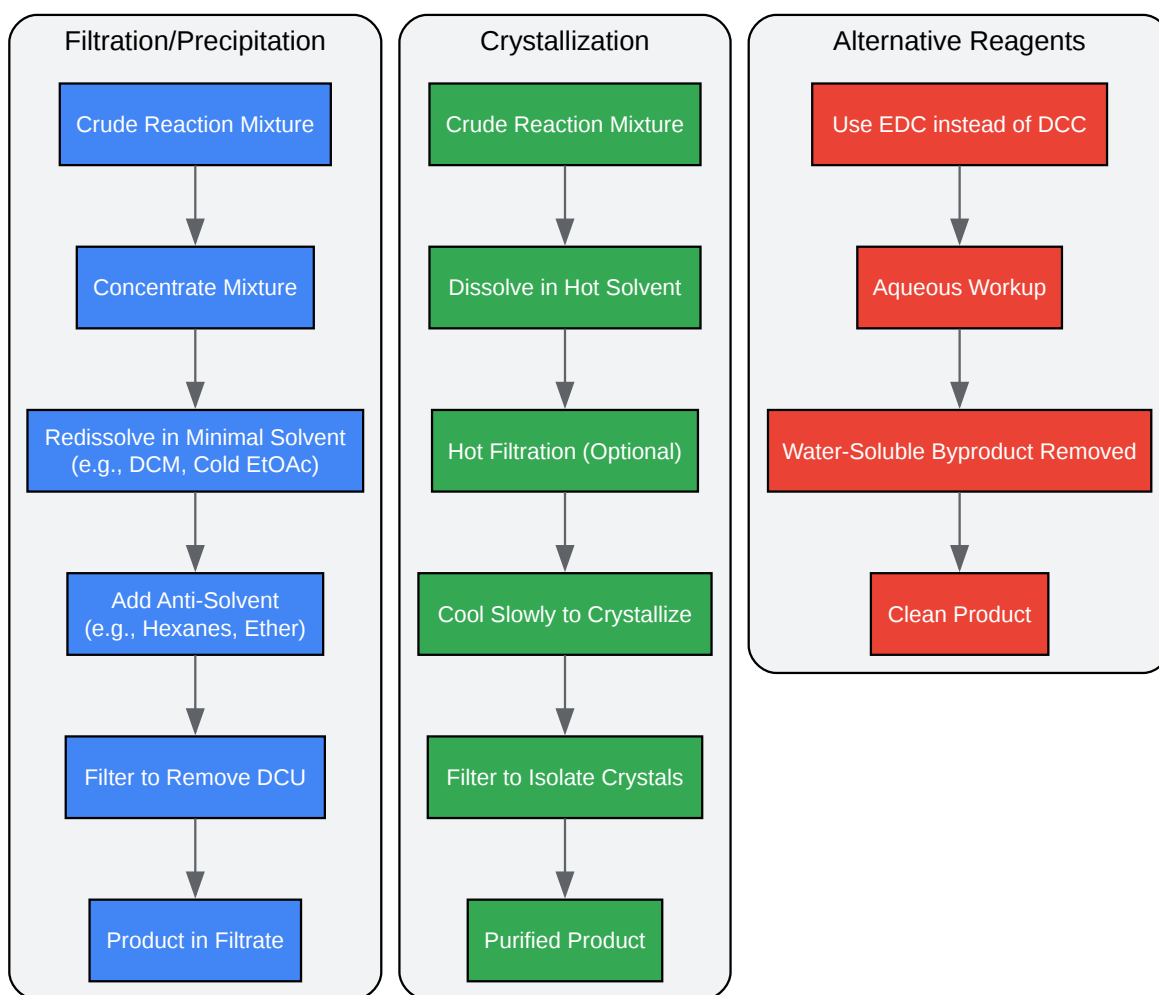 Filtration/Precipitation
Crude Reaction Mixture
Concentrate Mixture
Redissolve in Minimal Solvent
(e.g., DCM, Cold EtOAc)
Add Anti-Solvent
(e.g., Hexanes, Ether)
Filter to Remove DCU
Product in Filtrate
Crystallization
Crude Reaction Mixture
Dissolve in Hot Solvent
Hot Filtration (Optional)
Cool Slowly to Crystallize
Filter to Isolate Crystals
Purified Product
Alternative Reagents
Use EDC instead of DCC
Aqueous Workup
Water-Soluble Byproduct Removed
Clean Product